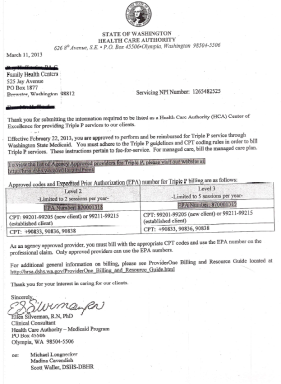 STATE OF WASHINGTON
HEALTH CARE AUTHORITY
626 8th Avenue, S.E • P.O. Box 45506 • Olympia, Washington 98504-5506
March 11, 2013
Family Health Centers
525 Jay Avenue
PO Box 1877
Brewster, Washington 98812
Servicing NPI Number: 1265482525
Thank you for submitting the information required to be listed as a Health Care Authority (HCA) Center of
Excellence for providing Triple P services to our clients.
Effective February 22, 2013, you are approved to perform and be reimbursed for Triple P service through
Washington State Medicaid. You must adhere to the Triple P guidelines and CPT coding rules in order to bill
Triple P services. These instructions pertain to fee-for-service. For managed care, bill the managed care plan.
To view the list of Agency Approved providers for Triple P, please visit our website at
Approved codes and Expedited Prior Authorization (EPA) number for Triple P billing are as follows:
Level 2
-Limited to 2 sessions per year-
EPA Number: 870001
CPT: 99201-99205 (new client) or 99211-99215
(established client)
CPT: +90833, 90836, 90838
Level 3
-Limited to 5 sessions per year-
EPA Number: 870001
CPT: 99201-99205 (new client) or 99211-99215
(established client)
CPT: +90833, 90836, 90838
As an agency approved provider, you must bill with the appropriate CPT codes and use the EPA number on the
professional claim. Only approved providers can use the EPA numbers.
For additional general information on billing, please see ProviderOne Billing and Resource Guide located at
http://hrsa.dshs.wa.gov/ProviderOne_Billing_and_Resource_Guide.html
Thank you for your interest in caring for our clients.
Sincerely,
Ellen Silverman, R.N, PhD
Clinical Consultant
Health Care Authority – Medicaid Program
PO Box 45506
Olympia, WA 98504-5506
cc: Michael Longnecker
Madina Cavendish
Scott Waller, DSHS-DBHR